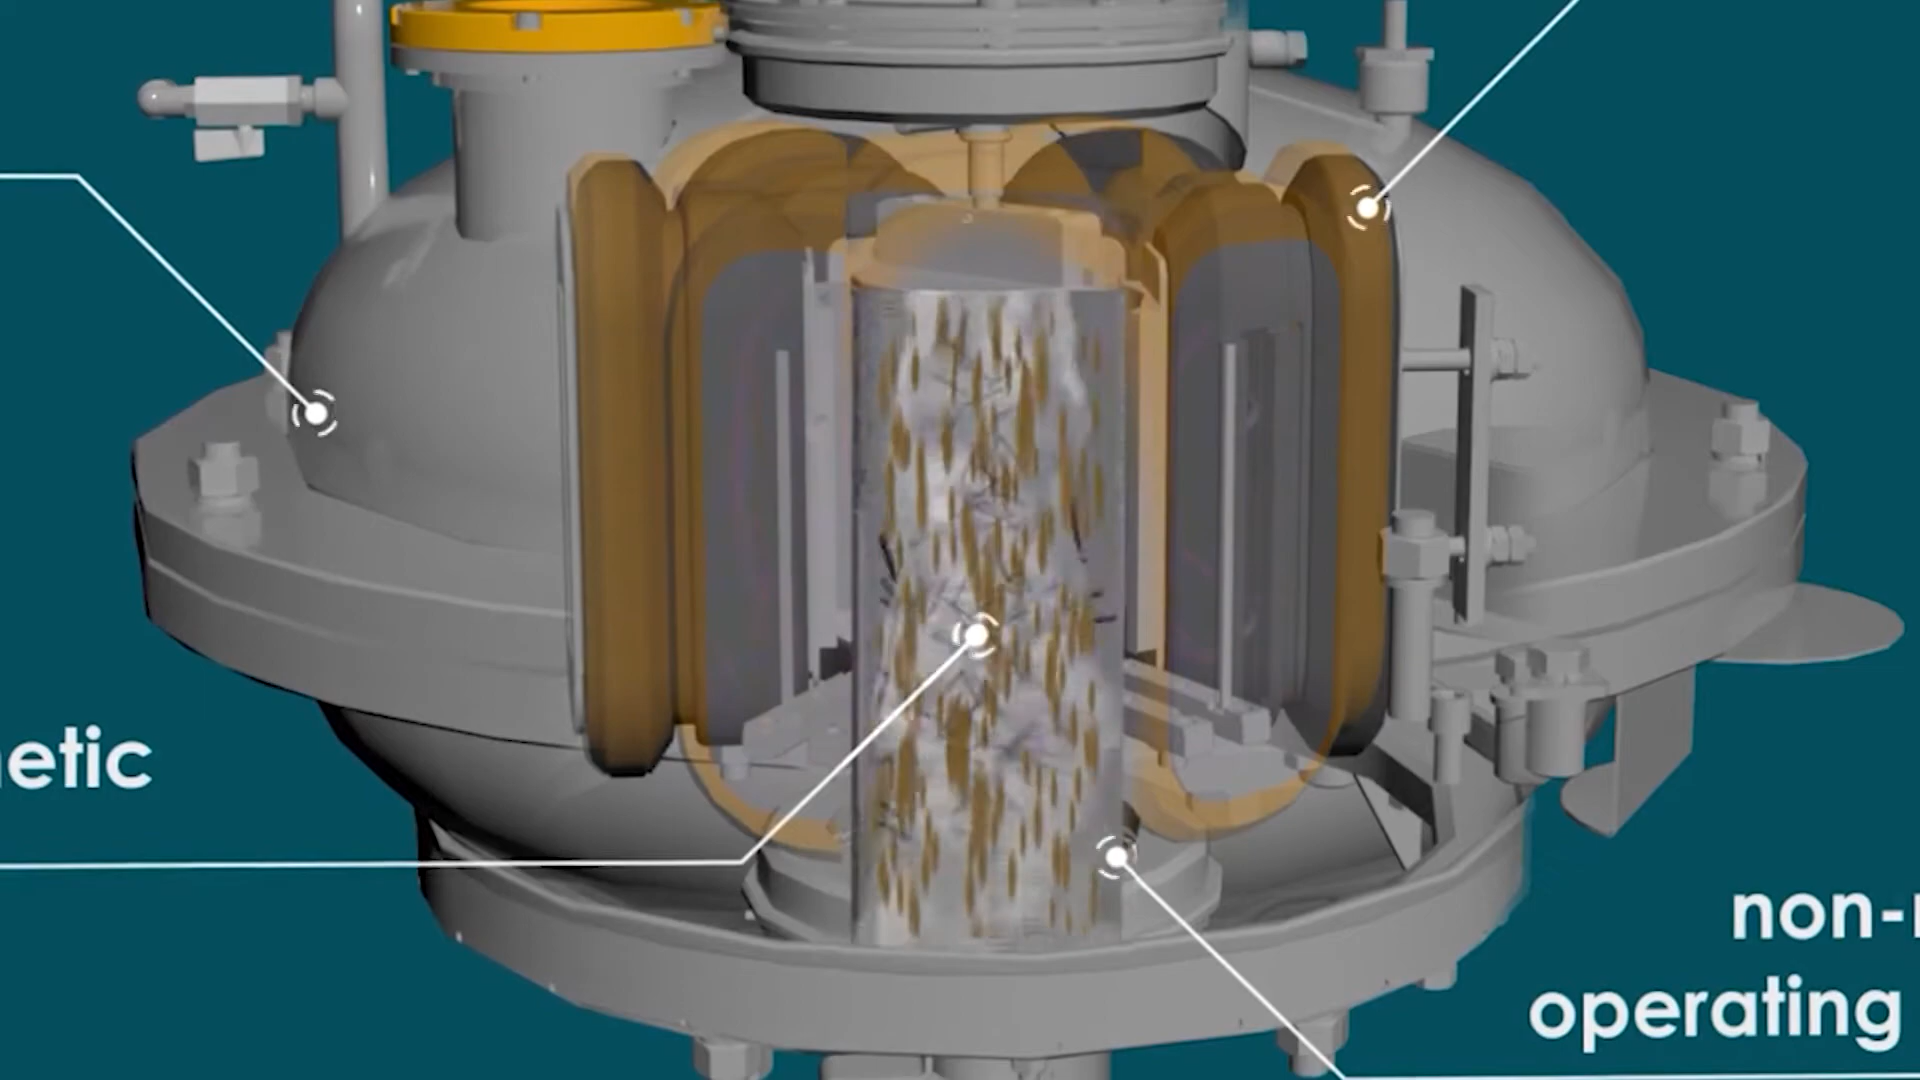 etic
non-
operating